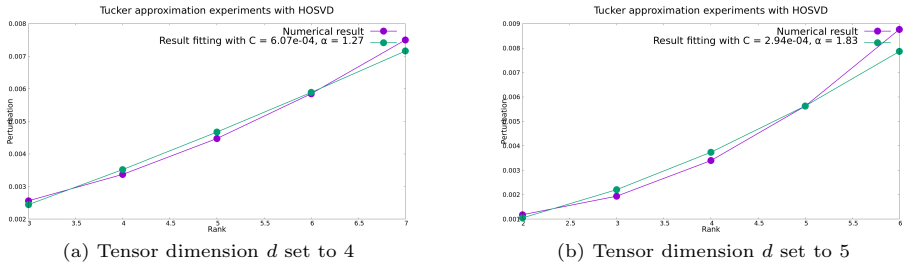 Tucker approximation experiments with HOSVD
0.008
0.007
0.006
0.005
0.004
0.003
0.002
Perturbation
Numerical result
Result fitting with C = 6.07e-04, α = 1.27
3
3.5
4
4.5
5
5.5
6
6.5
7
Rank
(a) Tensor dimension d set to 4
Tucker approximation experiments with HOSVD
0.009
0.008
0.007
0.006
0.005
0.004
0.003
0.002
0.001
Perturbation
Numerical result
Result fitting with C = 2.94e-04, α = 1.83
2
2.5
3
3.5
4
4.5
5
5.5
6
Rank
(b) Tensor dimension d set to 5